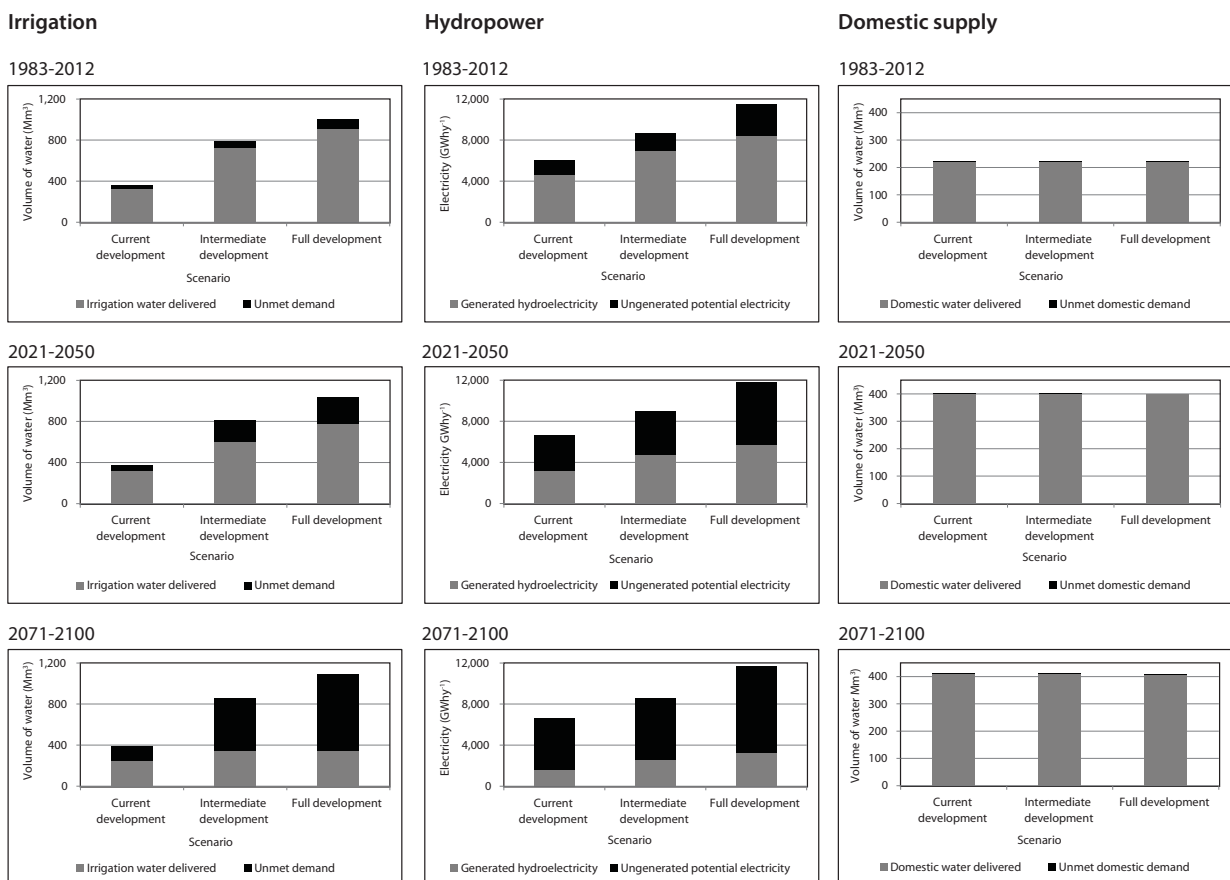 Irrigation
Hydropower
Domestic supply
1983-2012
Volume of water (Mm³)
1,200
800
400
0
Current
development
Intermediate
development
Full development
Scenario
Irrigation water delivered
Unmet demand
1983-2012
Electricity (GWhy⁻¹)
12,000
8,000
4,000
0
Current
development
Intermediate
development
Full development
Scenario
Generated hydroelectricity
Ungenerated potential electricity
1983-2012
Volume of water (Mm³)
400
300
200
100
0
Current
development
Intermediate
development
Full development
Scenario
Domestic water delivered
Unmet domestic demand
2021-2050
Volume of water (Mm³)
1,200
800
400
0
Current
development
Intermediate
development
Full development
Scenario
Irrigation water delivered
Unmet demand
2021-2050
Electricity GWhy⁻¹)
12,000
8,000
4,000
0
Current
development
Intermediate
development
Full development
Scenario
Generated hydroelectricity
Ungenerated potential electricity
2021-2050
Volume of water (Mm³)
400
300
200
100
0
Current
development
Intermediate
development
Full development
Scenario
Domestic water delivered
Unmet domestic demand
2071-2100
Volume of water (Mm³)
1,200
800
400
0
Current
development
Intermediate
development
Full development
Scenario
Irrigation water delivered
Unmet demand
2071-2100
Electricity (GWhy⁻¹)
12,000
8,000
4,000
0
Current
development
Intermediate
development
Full development
Scenario
Generated hydroelectricity
Ungenerated potential electricity
2071-2100
Volume of water Mm³)
400
300
200
100
0
Current
development
Intermediate
development
Full development
Scenario
Domestic water delivered
Unmet domestic demand